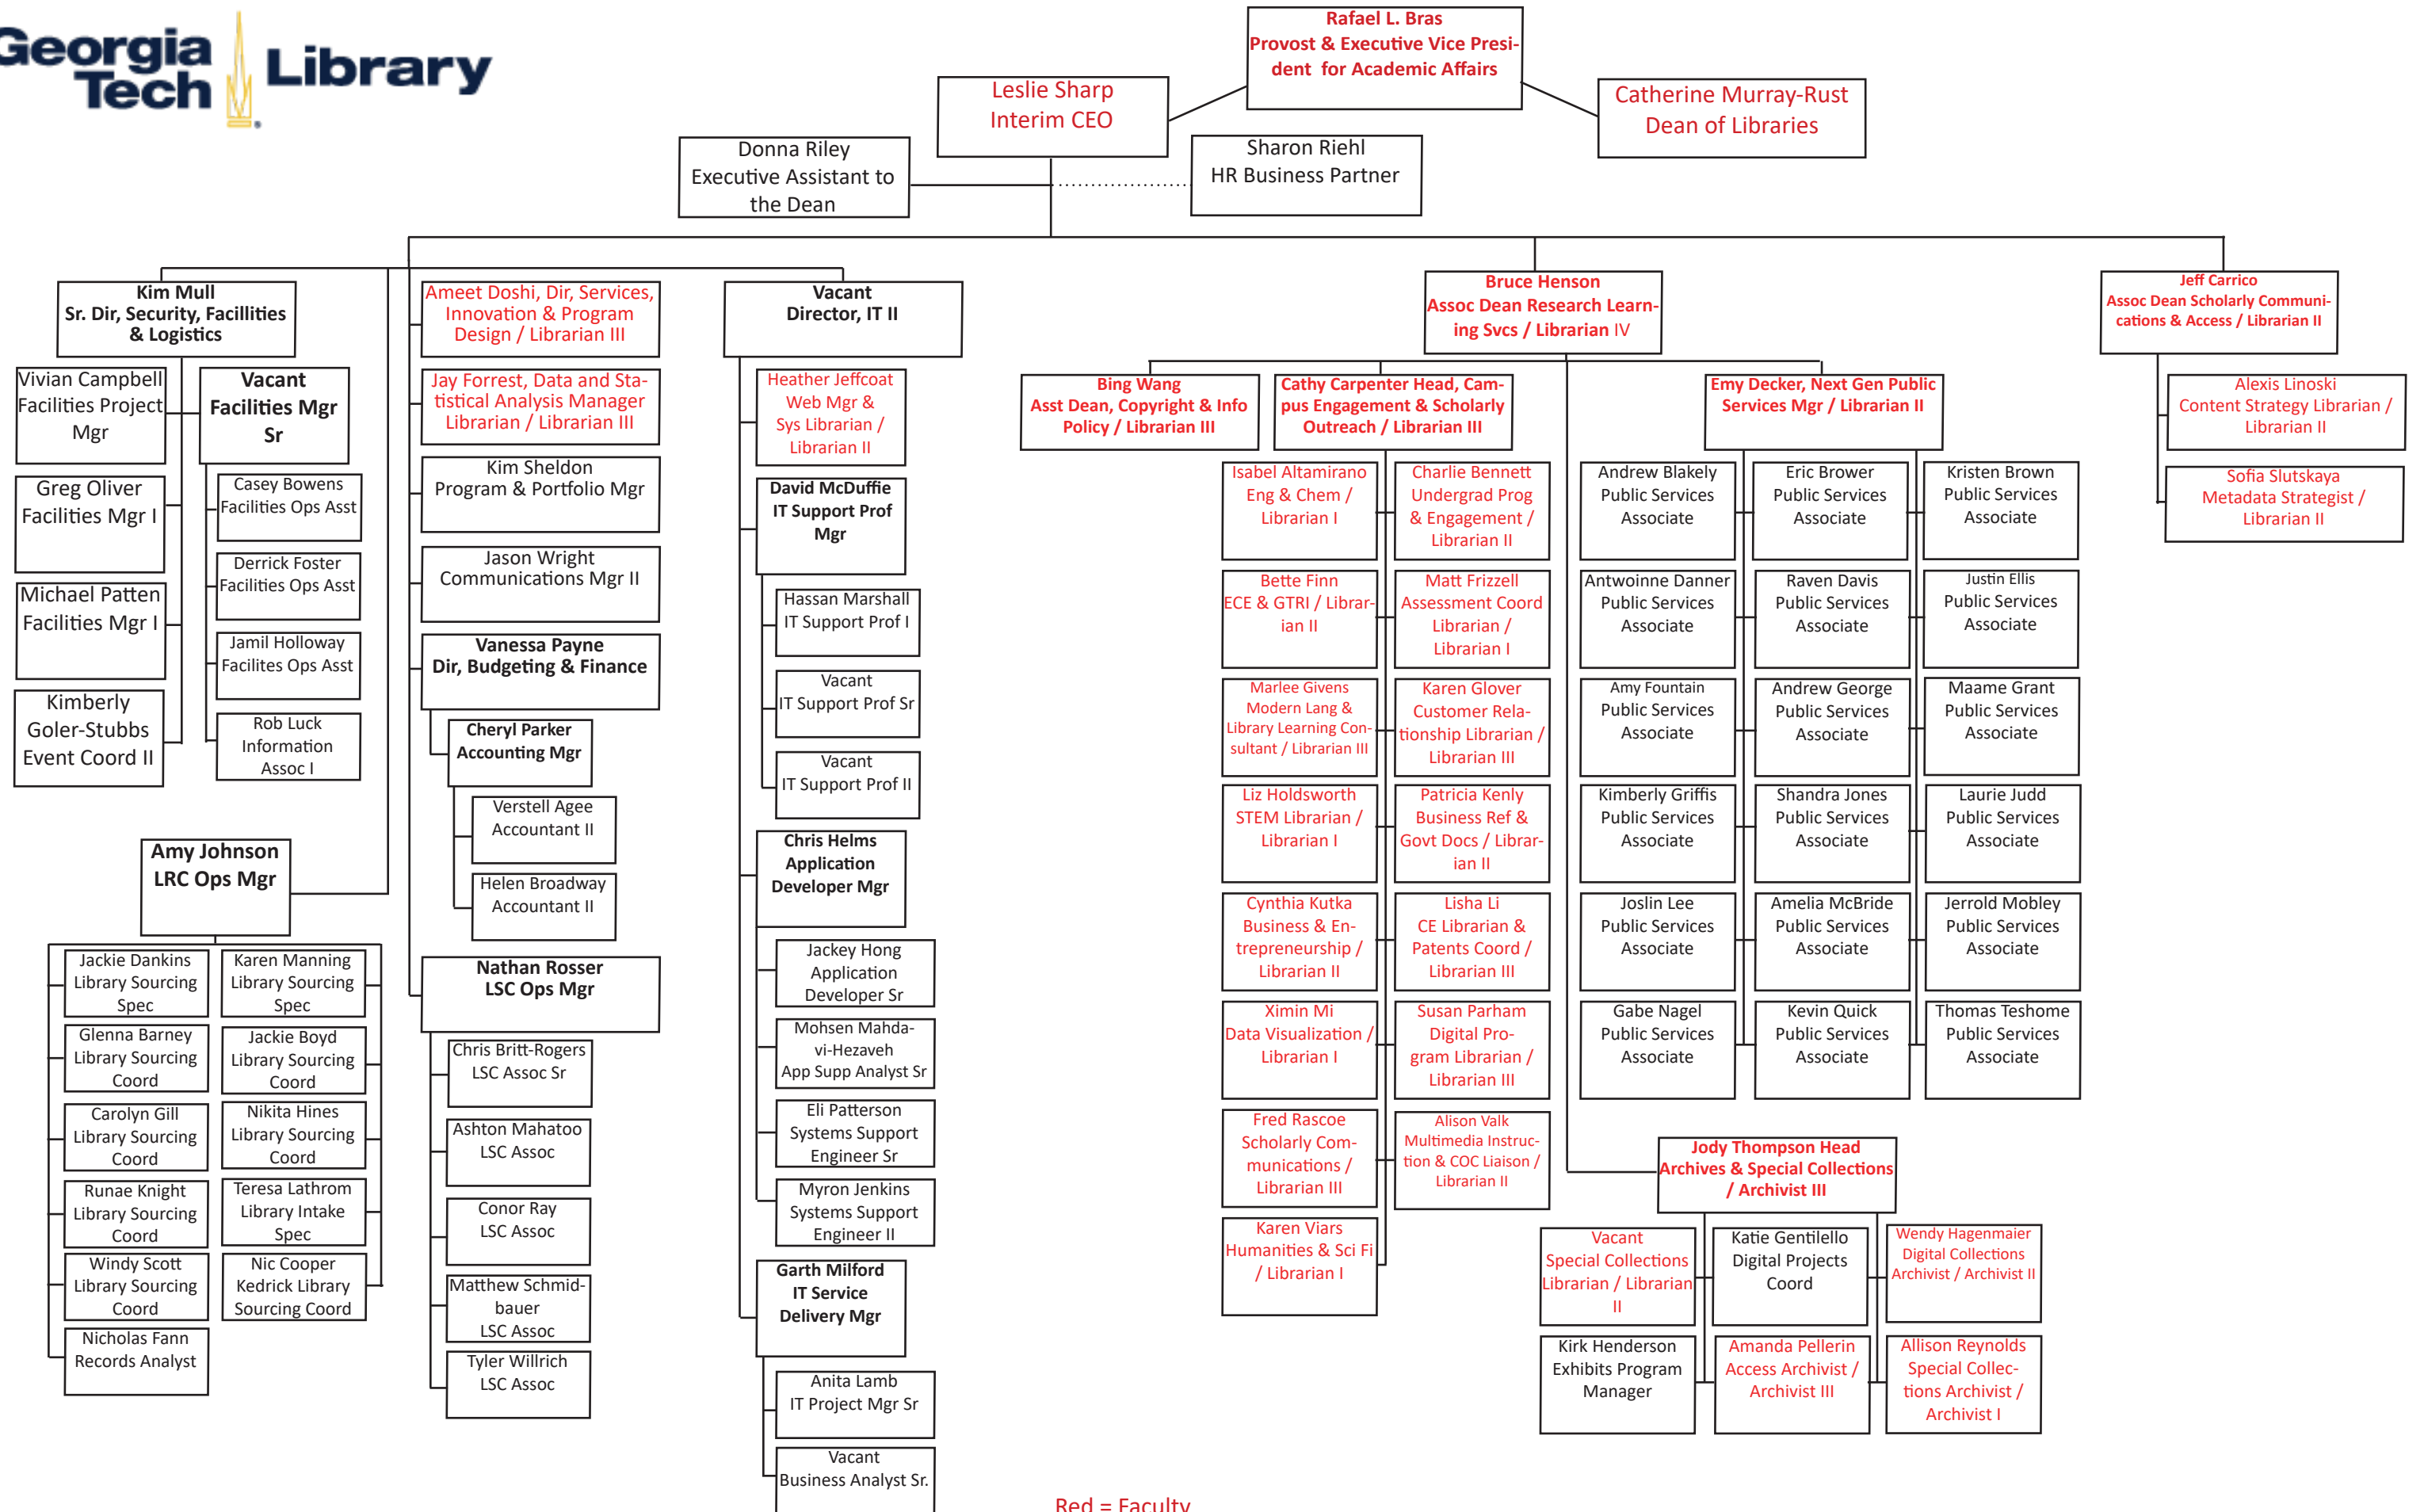 Georgia
Tech
Library
Rafael L. Bras
Provost & Executive Vice Presi-
dent for Academic Affairs
Leslie Sharp
Interim CEO
Catherine Murray-Rust
Dean of Libraries
Donna Riley
Executive Assistant to
the Dean
Sharon Riehl
HR Business Partner
Kim Mull
Sr. Dir, Security, Facillities
& Logistics
Vivian Campbell
Facilities Project
Mgr
Vacant
Facilities Mgr
Sr
Greg Oliver
Facilities Mgr I
Casey Bowens
Facilities Ops Asst
Derrick Foster
Facilities Ops Asst
Michael Patten
Facilities Mgr I
Jamil Holloway
Facilites Ops Asst
Kimberly
Goler-Stubbs
Event Coord II
Rob Luck
Information
Assoc I
Amy Johnson
LRC Ops Mgr
Jackie Dankins
Library Sourcing
Spec
Karen Manning
Library Sourcing
Spec
Glenna Barney
Library Sourcing
Coord
Jackie Boyd
Library Sourcing
Coord
Carolyn Gill
Library Sourcing
Coord
Nikita Hines
Library Sourcing
Coord
Runae Knight
Library Sourcing
Coord
Teresa Lathrom
Library Intake
Spec
Windy Scott
Library Sourcing
Coord
Nic Cooper
Kedrick Library
Sourcing Coord
Nicholas Fann
Records Analyst
Ameet Doshi, Dir, Services,
Innovation & Program
Design / Librarian III
Jay Forrest, Data and Sta-
tistical Analysis Manager
Librarian / Librarian III
Kim Sheldon
Program & Portfolio Mgr
Jason Wright
Communications Mgr II
Vanessa Payne
Dir, Budgeting & Finance
Cheryl Parker
Accounting Mgr
Verstell Agee
Accountant II
Helen Broadway
Accountant II
Nathan Rosser
LSC Ops Mgr
Chris Britt-Rogers
LSC Assoc Sr
Ashton Mahatoo
LSC Assoc
Conor Ray
LSC Assoc
Matthew Schmid-
bauer
LSC Assoc
Tyler Willrich
LSC Assoc
Vacant
Director, IT II
Heather Jeffcoat
Web Mgr &
Sys Librarian /
Librarian II
David McDuffie
IT Support Prof
Mgr
Hassan Marshall
IT Support Prof I
Vacant
IT Support Prof Sr
Vacant
IT Support Prof II
Chris Helms
Application
Developer Mgr
Jackey Hong
Application
Developer Sr
Mohsen Mahda-
vi-Hezaveh
App Supp Analyst Sr
Eli Patterson
Systems Support
Engineer Sr
Myron Jenkins
Systems Support
Engineer II
Garth Milford
IT Service
Delivery Mgr
Anita Lamb
IT Project Mgr Sr
Vacant
Business Analyst Sr.
Bruce Henson
Assoc Dean Research Learn-
ing Svcs / Librarian IV
Bing Wang
Asst Dean, Copyright & Info
Policy / Librarian III
Cathy Carpenter Head, Cam-
pus Engagement & Scholarly
Outreach / Librarian III
Isabel Altamirano
Eng & Chem /
Librarian I
Charlie Bennett
Undergrad Prog
& Engagement /
Librarian II
Bette Finn
ECE & GTRI / Librar-
ian II
Matt Frizzell
Assessment Coord
Librarian /
Librarian I
Marlee Givens
Modern Lang &
Library Learning Con-
sultant / Librarian III
Karen Glover
Customer Rela-
tionship Librarian /
Librarian III
Liz Holdsworth
STEM Librarian /
Librarian I
Patricia Kenly
Business Ref &
Govt Docs / Librar-
ian II
Cynthia Kutka
Business & En-
trepreneurship /
Librarian II
Lisha Li
CE Librarian &
Patents Coord /
Librarian III
Ximin Mi
Data Visualization /
Librarian I
Susan Parham
Digital Pro-
gram Librarian /
Librarian III
Fred Rascoe
Scholarly Com-
munications /
Librarian III
Alison Valk
Multimedia Instruc-
tion & COC Liaison /
Librarian II
Karen Viars
Humanities & Sci Fi
/ Librarian I
Emy Decker, Next Gen Public
Services Mgr / Librarian II
Andrew Blakely
Public Services
Associate
Eric Brower
Public Services
Associate
Kristen Brown
Public Services
Associate
Antwoinne Danner
Public Services
Associate
Raven Davis
Public Services
Associate
Justin Ellis
Public Services
Associate
Amy Fountain
Public Services
Associate
Andrew George
Public Services
Associate
Maame Grant
Public Services
Associate
Kimberly Griffis
Public Services
Associate
Shandra Jones
Public Services
Associate
Laurie Judd
Public Services
Associate
Joslin Lee
Public Services
Associate
Amelia McBride
Public Services
Associate
Jerrold Mobley
Public Services
Associate
Gabe Nagel
Public Services
Associate
Kevin Quick
Public Services
Associate
Thomas Teshome
Public Services
Associate
Jody Thompson Head
Archives & Special Collections
/ Archivist III
Vacant
Special Collections
Librarian / Librarian
II
Katie Gentilello
Digital Projects
Coord
Wendy Hagenmaier
Digital Collections
Archivist / Archivist II
Kirk Henderson
Exhibits Program
Manager
Amanda Pellerin
Access Archivist /
Archivist III
Allison Reynolds
Special Collec-
tions Archivist /
Archivist I
Jeff Carrico
Assoc Dean Scholarly Communi-
cations & Access / Librarian II
Alexis Linoski
Content Strategy Librarian /
Librarian II
Sofia Slutskaya
Metadata Strategist /
Librarian II
Red = Faculty